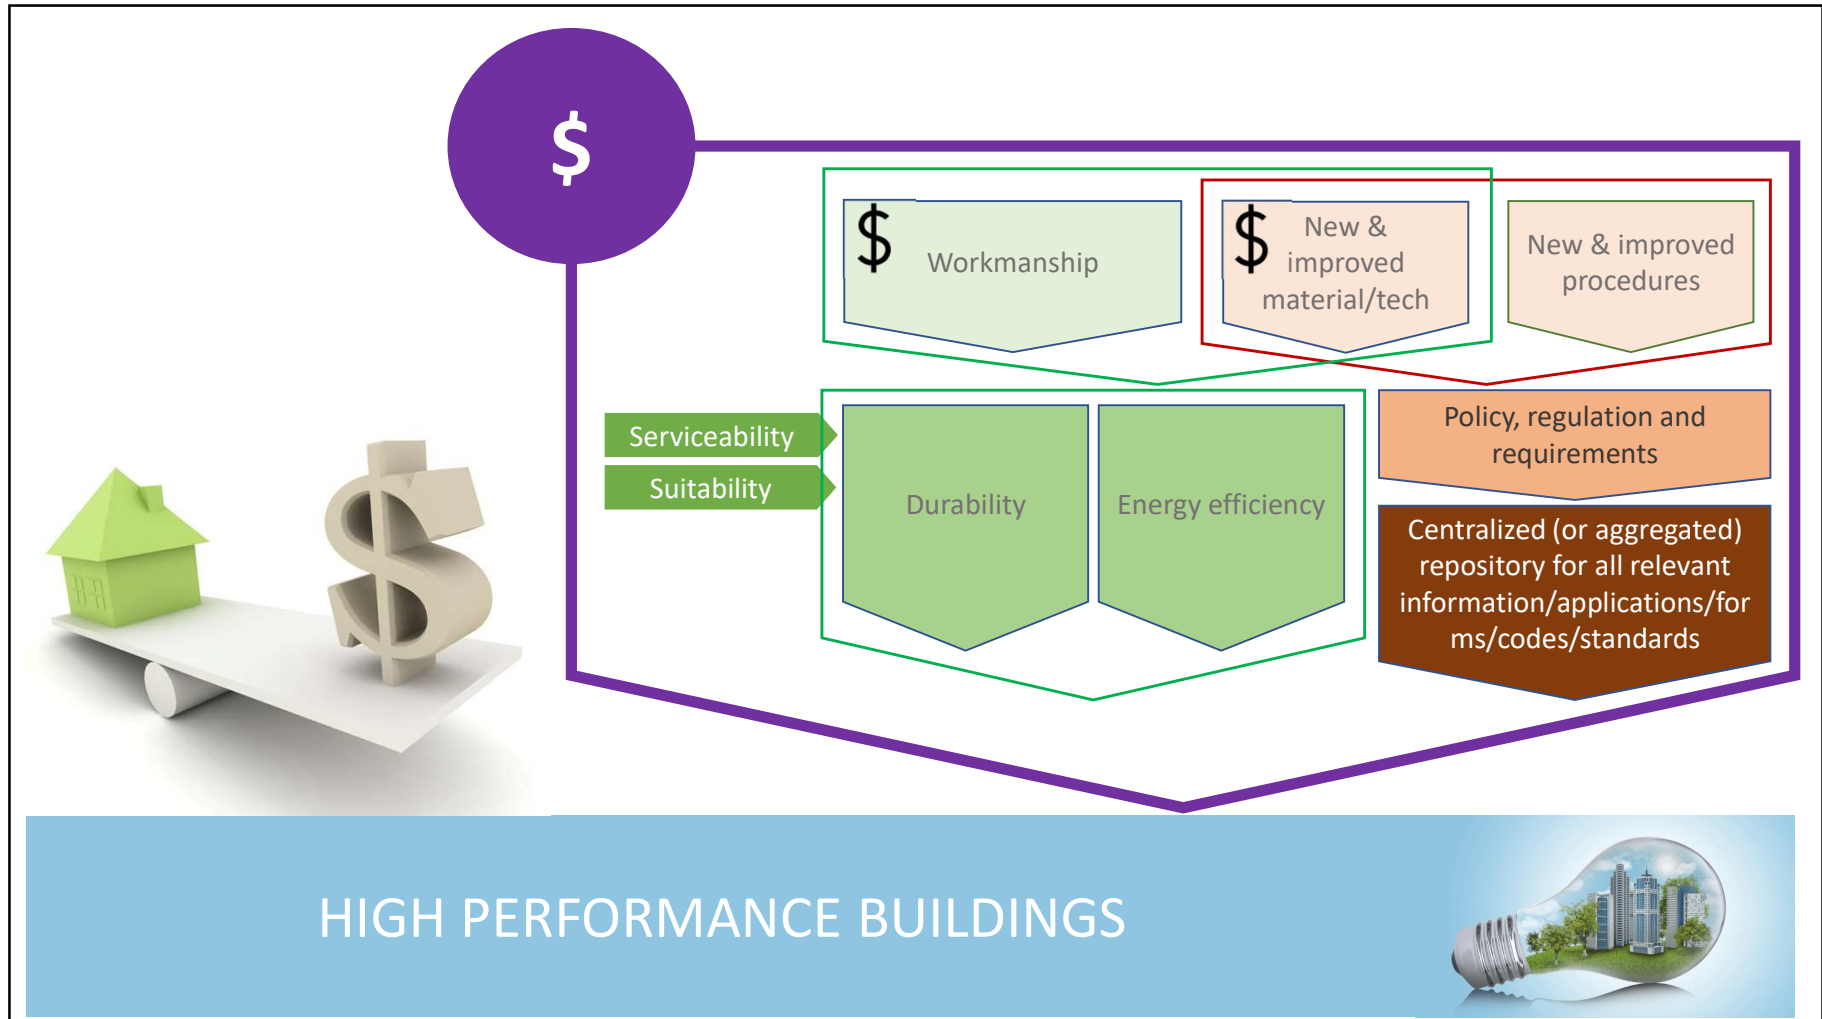 $
$
Workmanship
$
New &
improved
material/tech
New & improved
procedures
Serviceability
Suitability
Durability
Energy efficiency
Policy, regulation and
requirements
Centralized (or aggregated)
repository for all relevant
information/applications/for
ms/codes/standards
HIGH PERFORMANCE BUILDINGS